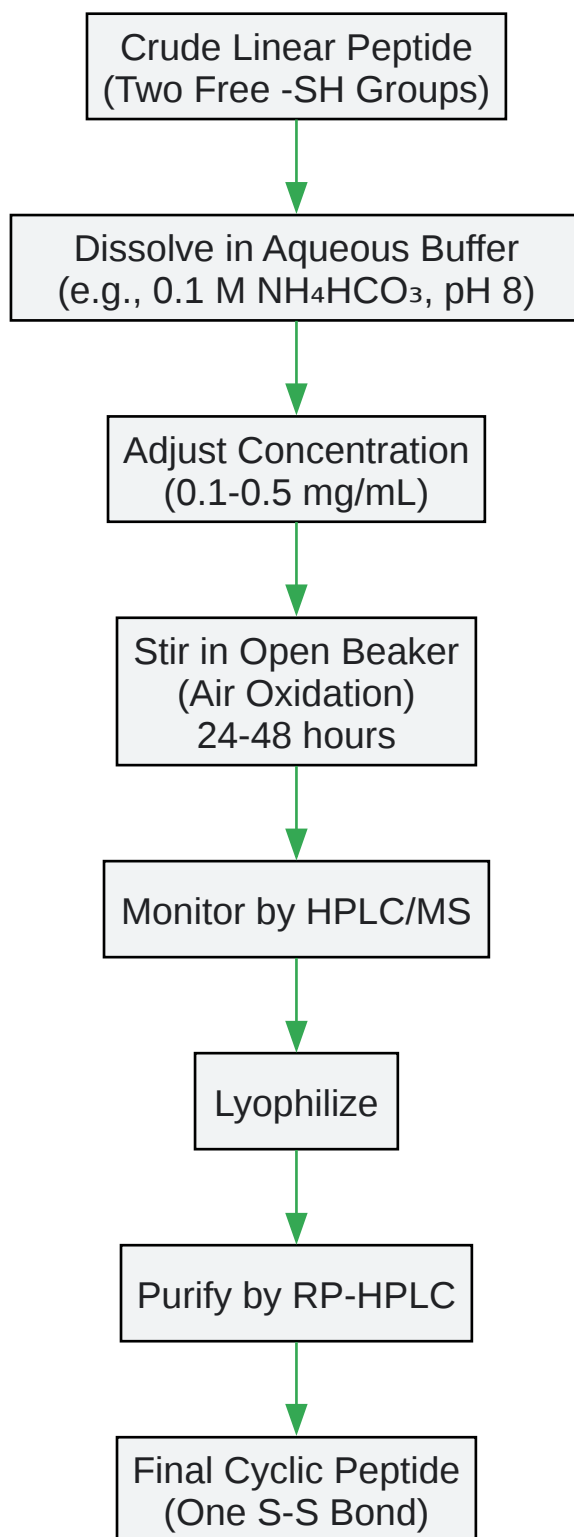 Crude Linear Peptide
(Two Free -SH Groups)
Dissolve in Aqueous Buffer
(e.g., 0.1 M NH₄HCO₃, pH 8)
Adjust Concentration
(0.1-0.5 mg/mL)
Stir in Open Beaker
(Air Oxidation)
24-48 hours
Monitor by HPLC/MS
Lyophilize
Purify by RP-HPLC
Final Cyclic Peptide
(One S-S Bond)